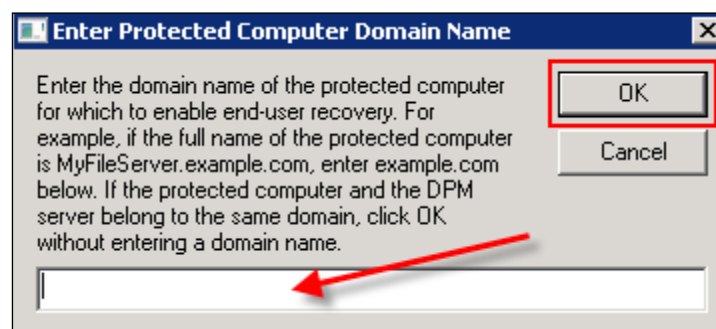 Enter Protected Computer Domain Name
Enter the domain name of the protected computer
for which to enable end-user recovery. For
example, if the full name of the protected computer
is MyFileServer.example.com, enter example.com
below. If the protected computer and the DPM
server belong to the same domain, click OK
without entering a domain name.
OK
Cancel